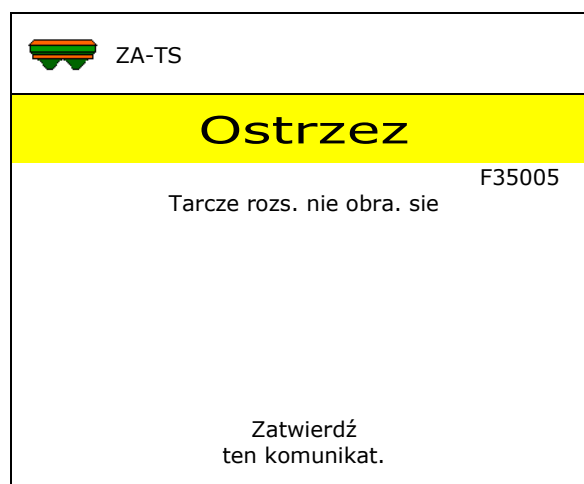 ZA-TS
Ostrzez
F35005
Tarcze rozs. nie obra. sie
Zatwierdź
ten komunikat.